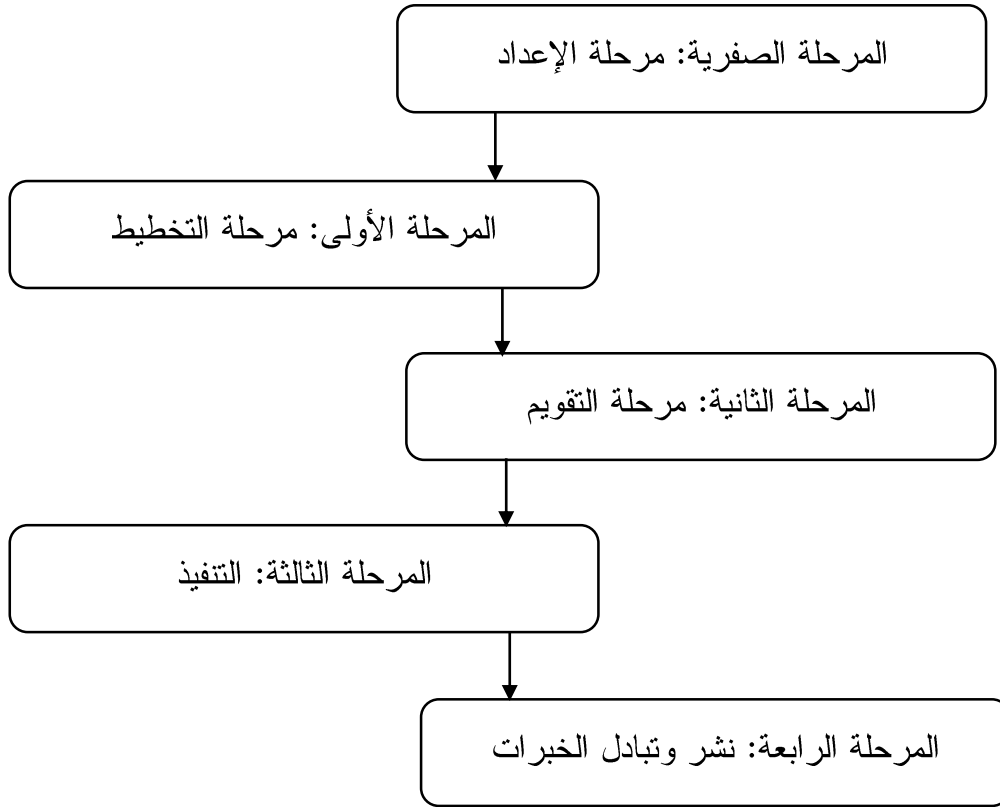 المرحلة الصفرية: مرحلة الإعداد
المرحلة الأولى: مرحلة التخطيط
المرحلة الثانية: مرحلة التقويم
المرحلة الثالثة: التنفيذ
المرحلة الرابعة: نشر وتبادل الخبرات